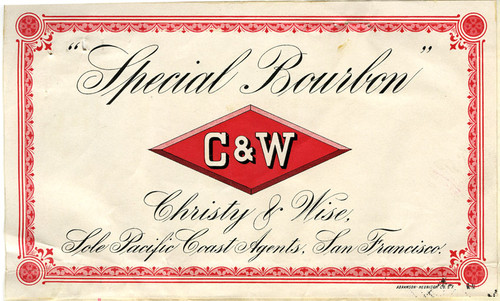 "Special Bourbon"
C & W
Christy & Wise.
Sole Pacific Coast Agents. San Francisco.